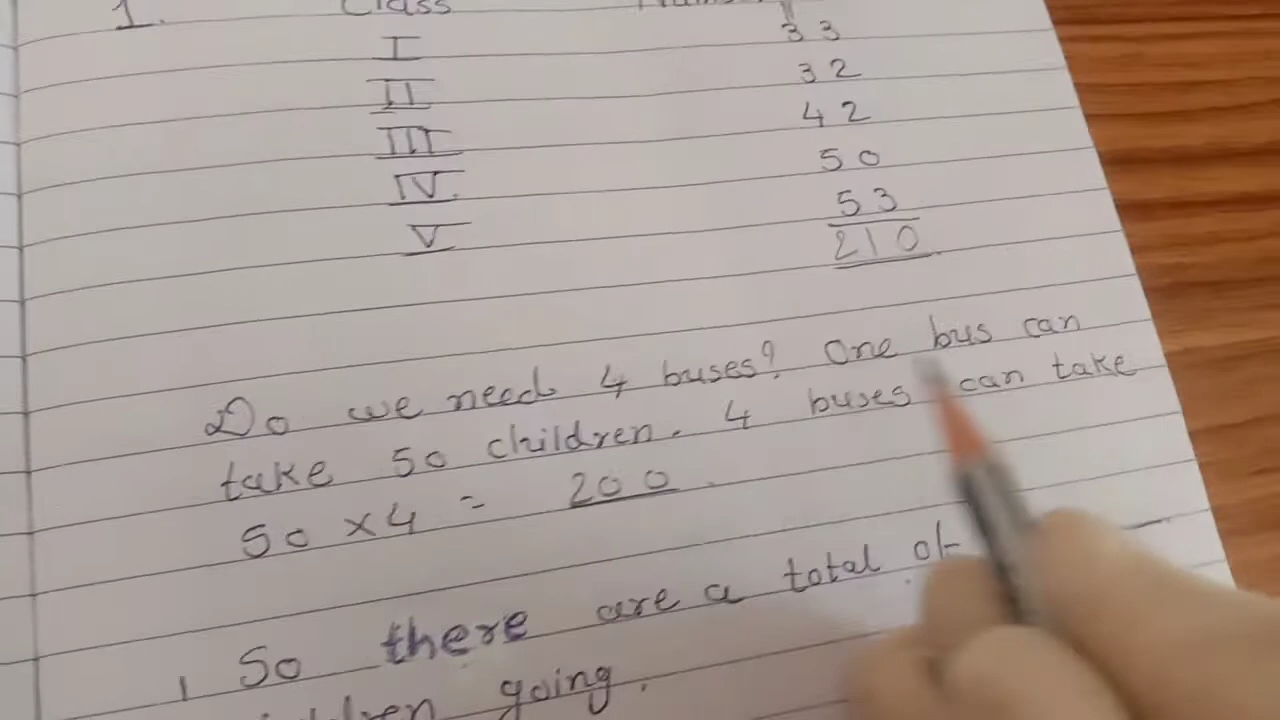 1. Class
I 33
II 32
III 42
IV. 50
V 53
210
Do we need 4 buses? One bus can
take 50 children. 4 buses can take
50 x 4 = 200.
So there are a total of
going.